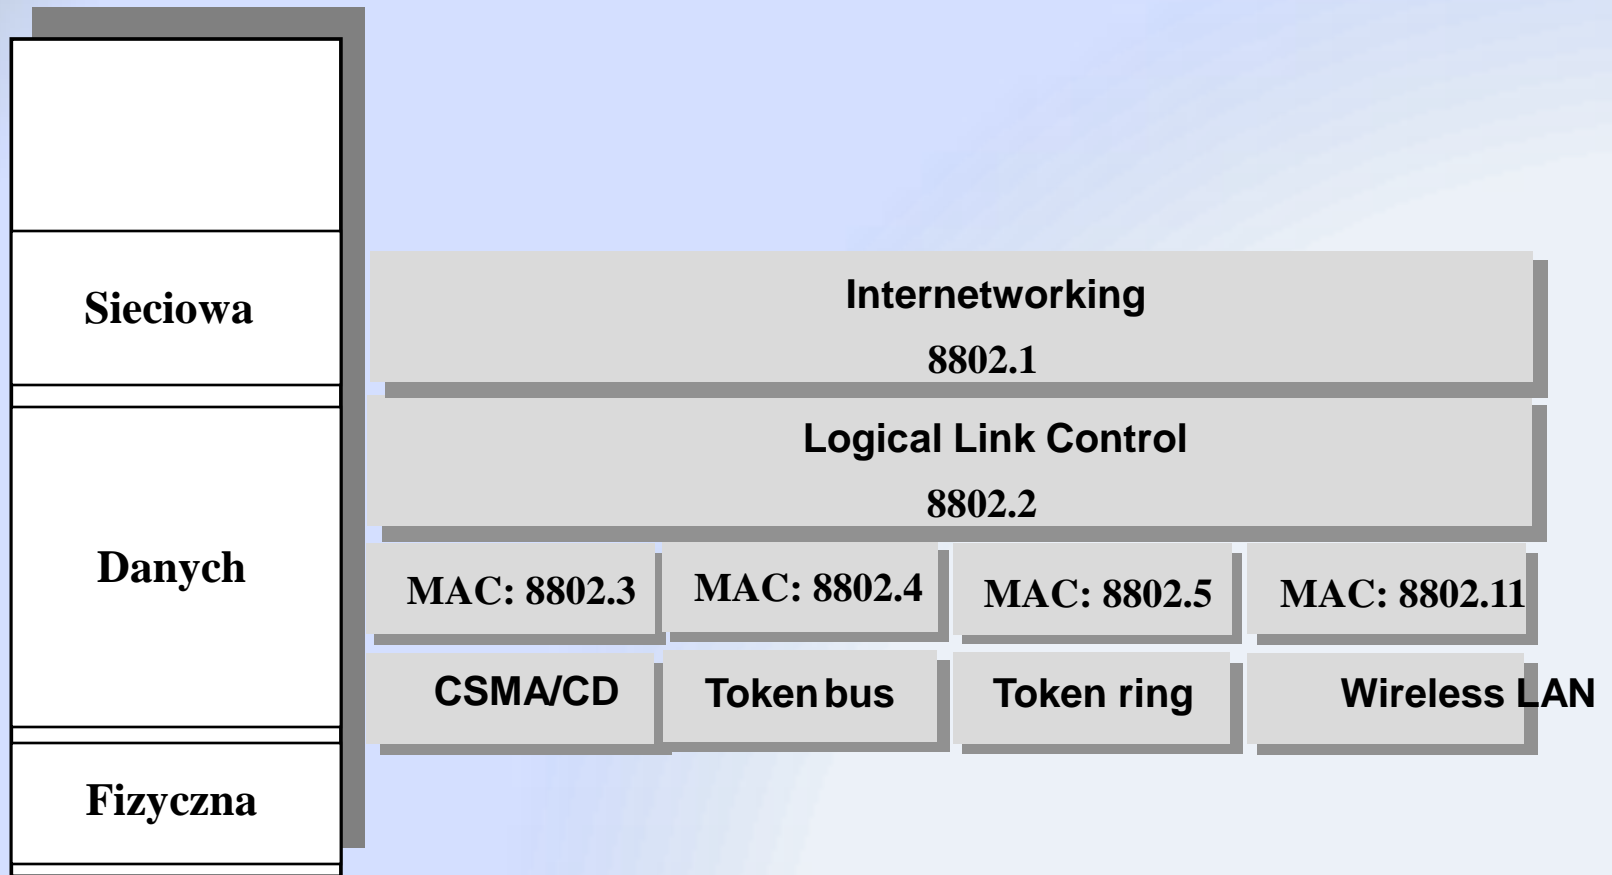 Sieciowa
Internetworking
8802.1
Logical Link Control
8802.2
Danych
MAC: 8802.3
MAC: 8802.4
MAC: 8802.5
MAC: 8802.11
CSMA/CD
Token bus
Token ring
Wireless LAN
Fizyczna